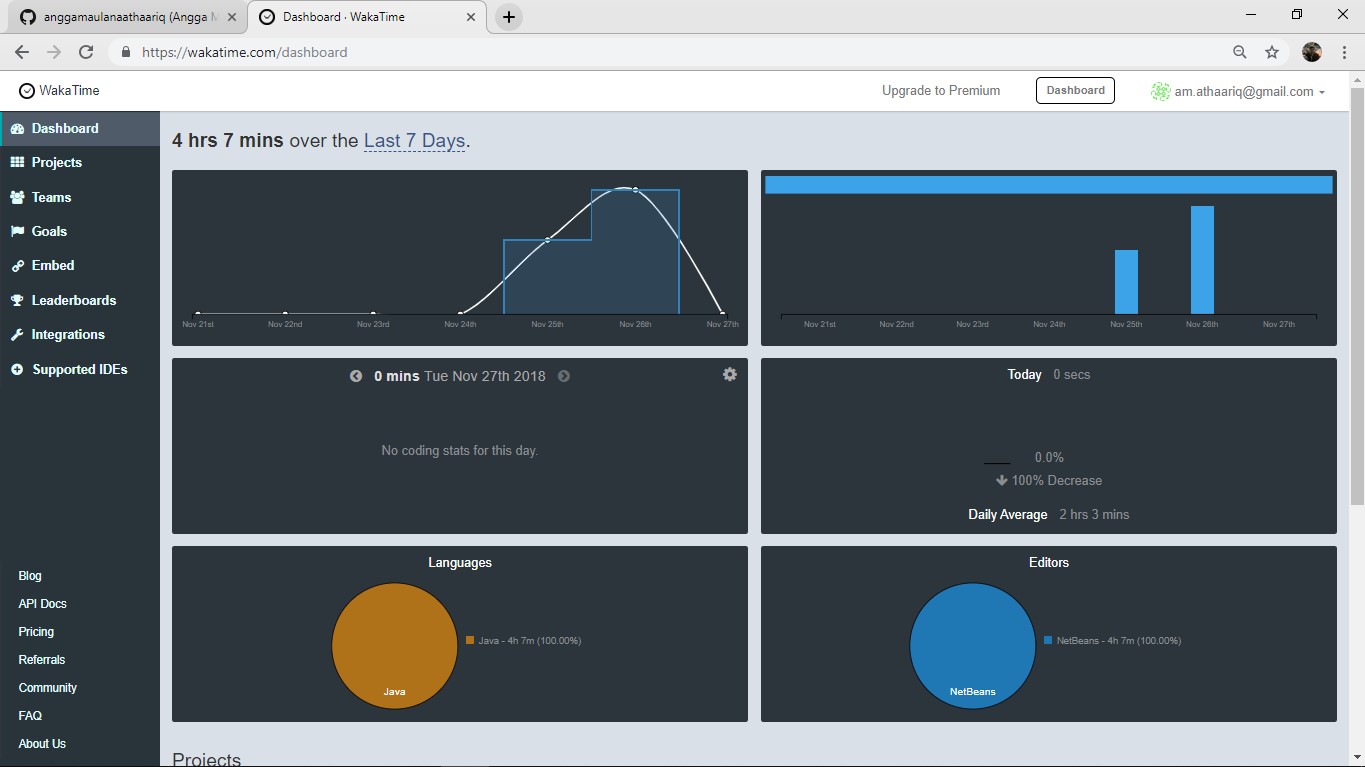 anggamaulanaathaariq (Angga M
Dashboard · WakaTime
https://wakatime.com/dashboard
WakaTime
Upgrade to Premium
Dashboard
am.athaariq@gmail.com
Dashboard
Projects
Teams
Goals
Embed
Leaderboards
Integrations
Supported IDEs
Blog
API Docs
Pricing
Referrals
Community
FAQ
About Us
4 hrs 7 mins over the Last 7 Days.
Nov 21st Nov 22nd Nov 23rd Nov 24th Nov 25th Nov 26th Nov 27th
Nov 21st Nov 22nd Nov 23rd Nov 24th Nov 25th Nov 26th Nov 27th
0 mins Tue Nov 27th 2018
No coding stats for this day.
Today 0 secs
0.0%
100% Decrease
Daily Average 2 hrs 3 mins
Languages
Java - 4h 7m (100.00%)
Java
Editors
NetBeans - 4h 7m (100.00%)
NetBeans
Projects